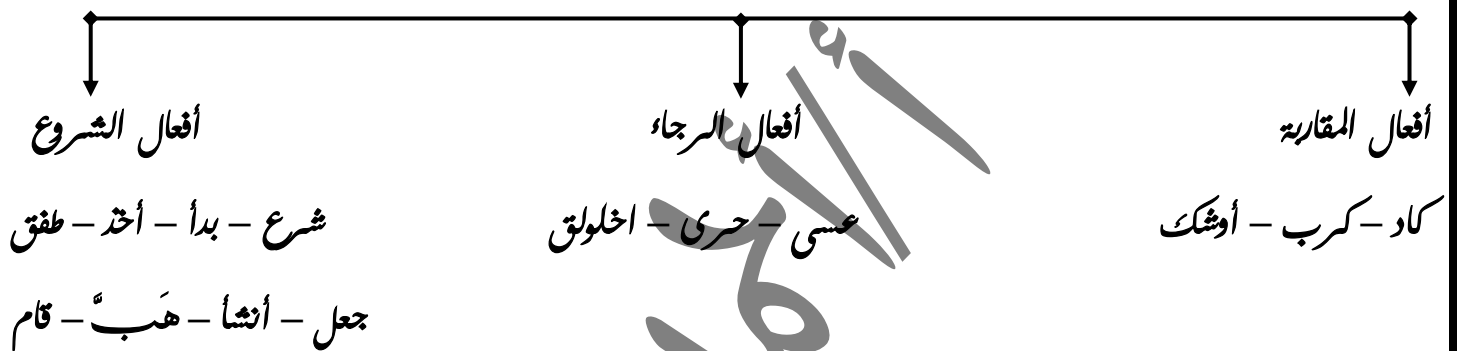 أفعال المقاربة أفعال الرجاء أفعال الشروع
كاد – كرب – أوشك عسى – حرى – اخلولق شرع – بدأ – أخذ – طفق
جعل – أنشأ – هَبَّ – قام